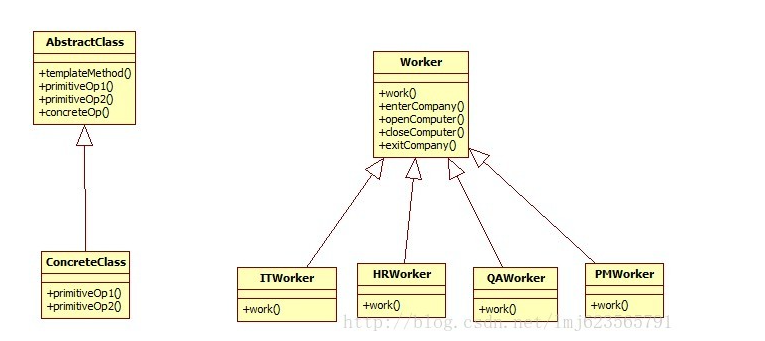 AbstractClass
+templateMethod()
+primitiveOp1()
+primitiveOp2()
+concreteOp()
ConcreteClass
+primitiveOp1()
+primitiveOp2()
Worker
+work()
+enterCompany()
+openComputer()
+closeComputer()
+exitCompany()
ITWorker
+work()
HRWorker
+work()
QAWorker
+work()
PMWorker
+work()
http://blog.csdn.net/lmj623565791